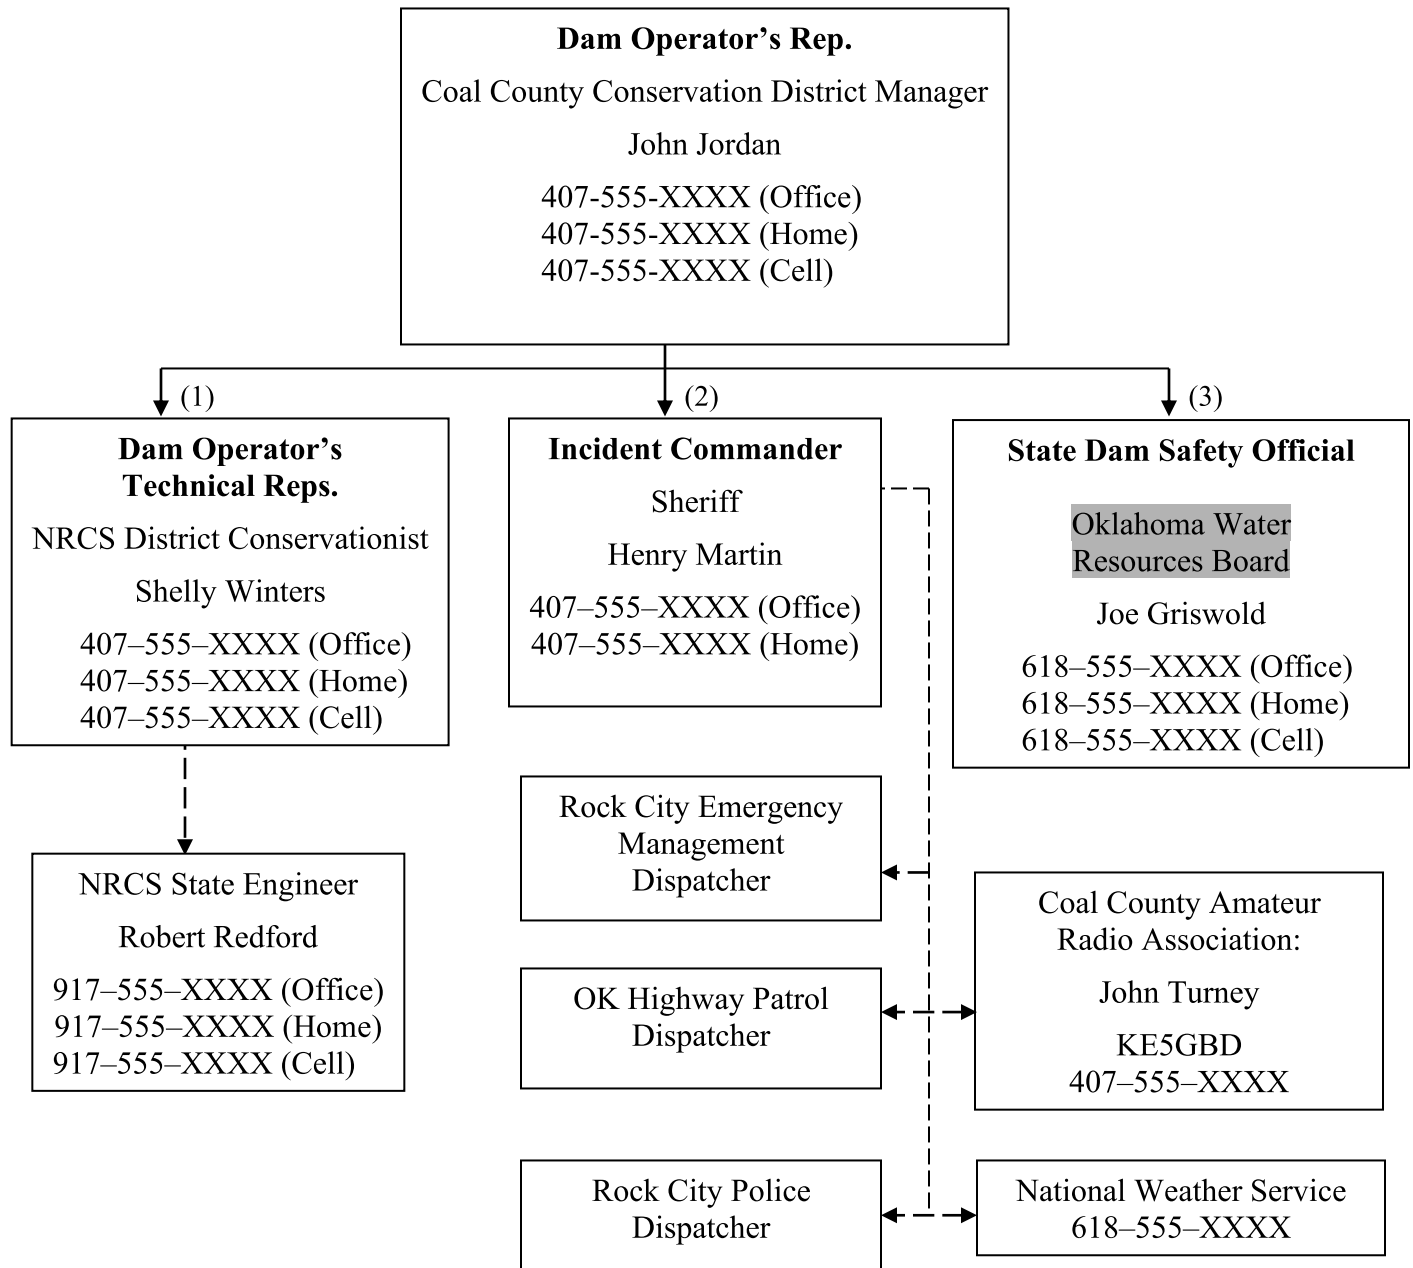 Dam Operator’s Rep.
Coal County Conservation District Manager
John Jordan
407-555-XXXX (Office)
407-555-XXXX (Home)
407-555-XXXX (Cell)
(1)
(2)
(3)
Dam Operator’s
Technical Reps.
NRCS District Conservationist
Shelly Winters
407–555–XXXX (Office)
407–555–XXXX (Home)
407–555–XXXX (Cell)
Incident Commander
Sheriff
Henry Martin
407–555–XXXX (Office)
407–555–XXXX (Home)
State Dam Safety Official
Oklahoma Water
Resources Board
Joe Griswold
618–555–XXXX (Office)
618–555–XXXX (Home)
618–555–XXXX (Cell)
NRCS State Engineer
Robert Redford
917–555–XXXX (Office)
917–555–XXXX (Home)
917–555–XXXX (Cell)
Rock City Emergency
Management
Dispatcher
OK Highway Patrol
Dispatcher
Coal County Amateur
Radio Association:
John Turney
KE5GBD
407–555–XXXX
Rock City Police
Dispatcher
National Weather Service
618–555–XXXX